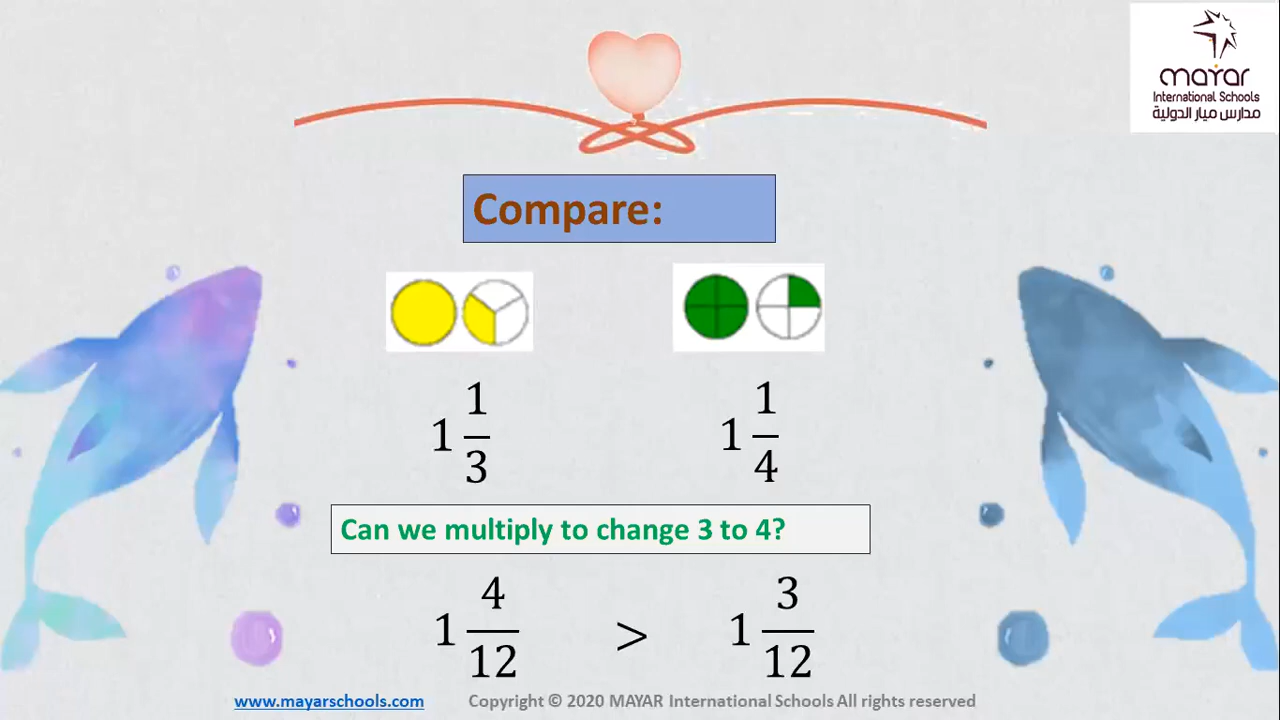 MAYAR
International Schools
مدارس ميار الدولية
Compare:
1 1/3
1 1/4
Can we multiply to change 3 to 4?
1 4/12 > 1 3/12
www.mayarschools.com Copyright © 2020 MAYAR International Schools All rights reserved